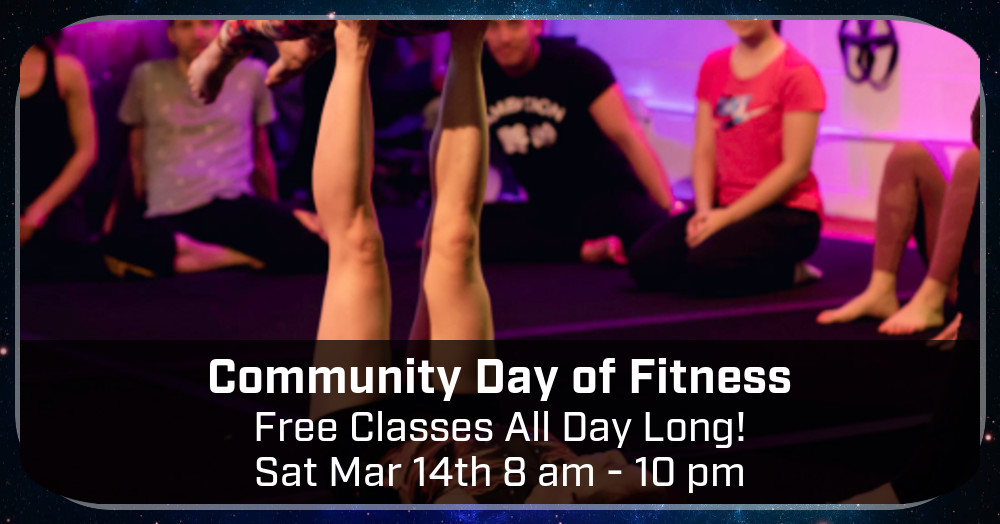 Community Day of Fitness
Free Classes All Day Long!
Sat Mar 14th 8 am - 10 pm